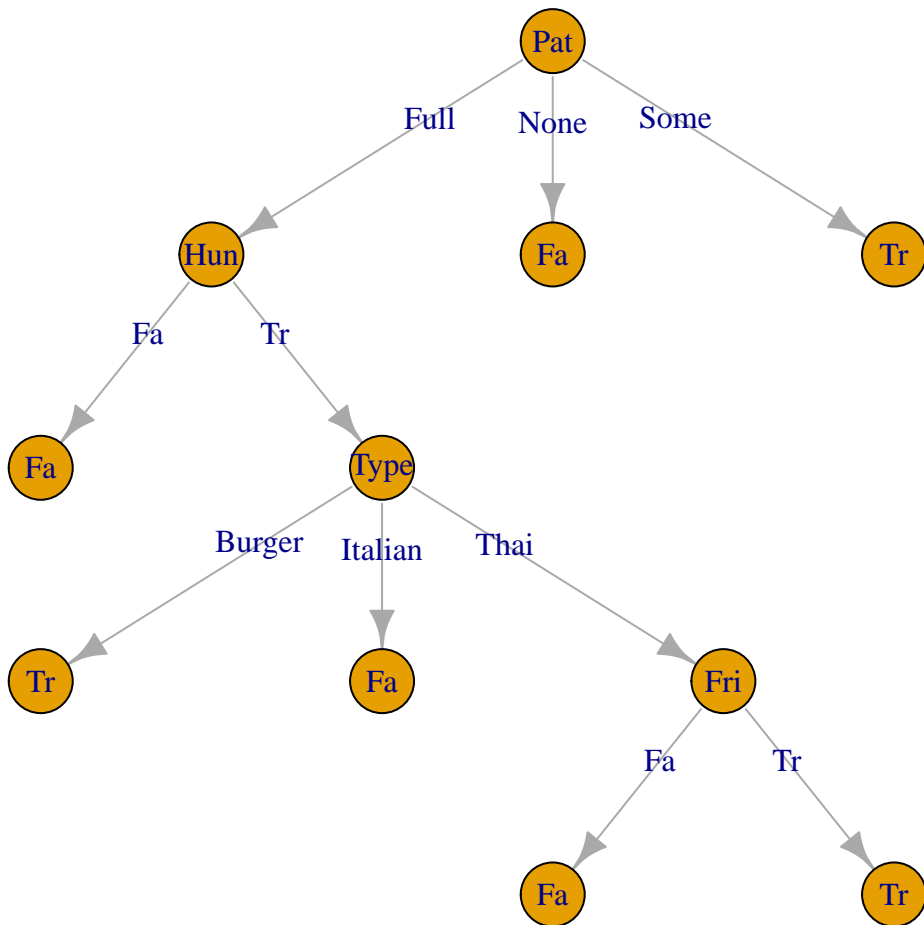 Pat
Full None Some
Hun Fa Tr
Fa Tr
Fa Type
Burger Italian Thai
Tr Fa Fri
Fa Tr
Fa Tr